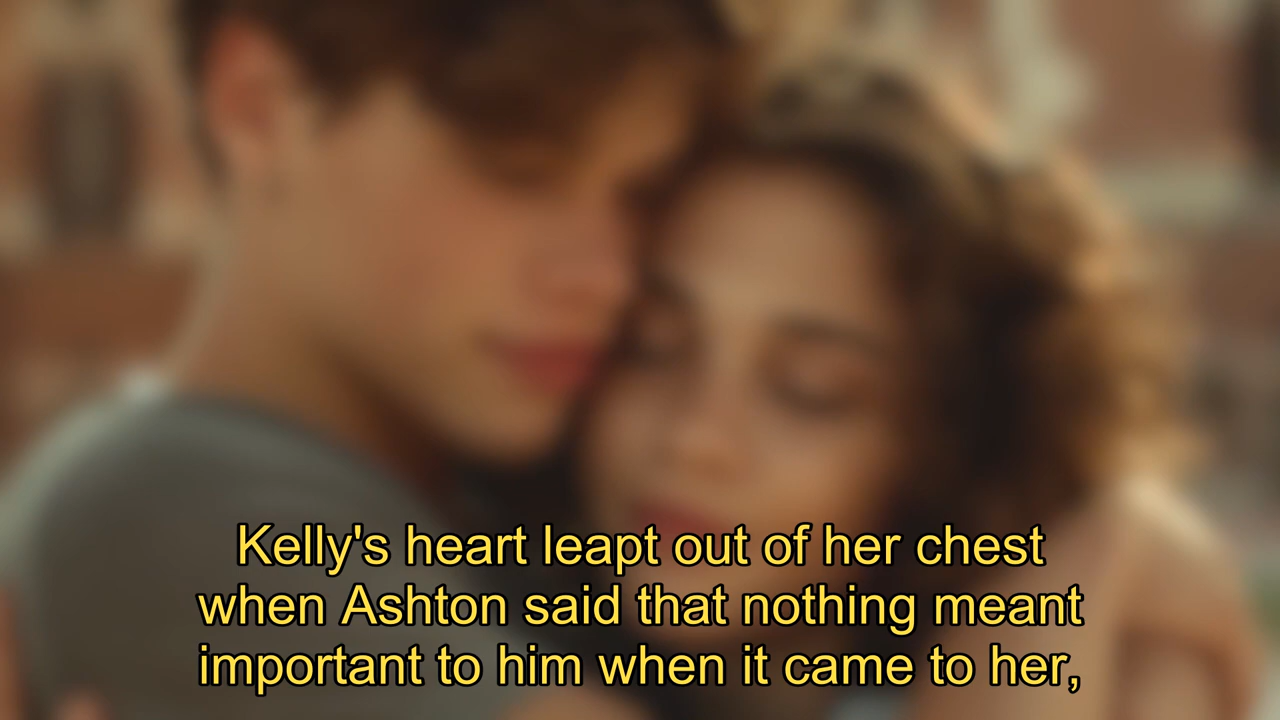 Kelly's heart leapt out of her chest
when Ashton said that nothing meant
important to him when it came to her,